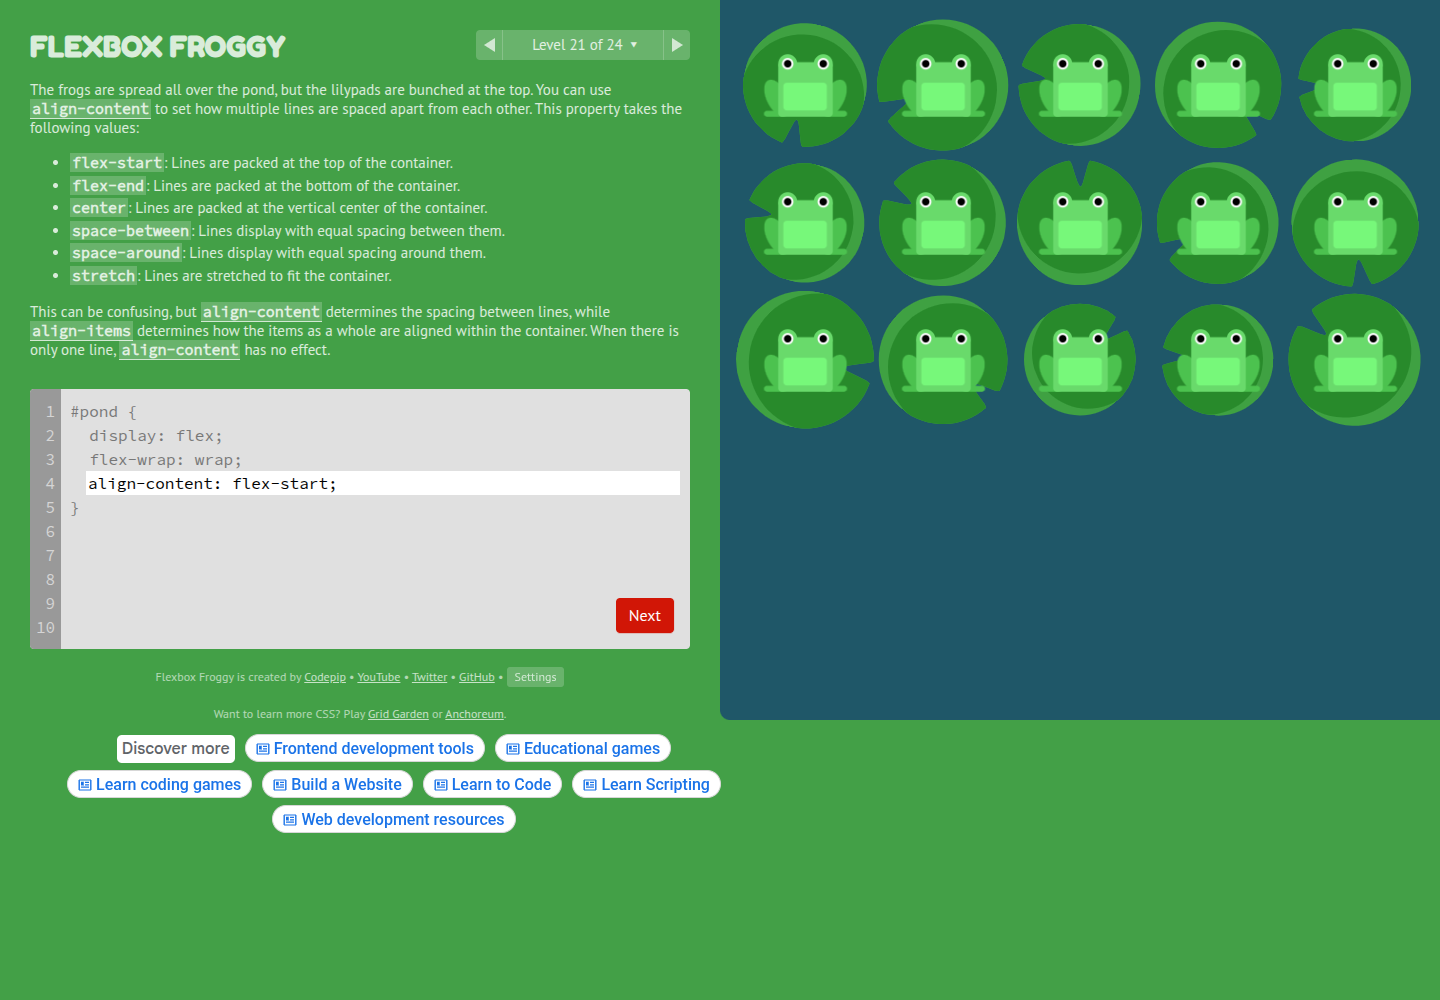 FLEXBOX FROGGY
Level 21 of 24 ▾
The frogs are spread all over the pond, but the lilypads are bunched at the top. You can use
align-content to set how multiple lines are spaced apart from each other. This property takes the
following values:
• flex-start: Lines are packed at the top of the container.
• flex-end: Lines are packed at the bottom of the container.
• center: Lines are packed at the vertical center of the container.
• space-between: Lines display with equal spacing between them.
• space-around: Lines display with equal spacing around them.
• stretch: Lines are stretched to fit the container.
This can be confusing, but align-content determines the spacing between lines, while
align-items determines how the items as a whole are aligned within the container. When there is
only one line, align-content has no effect.
1 #pond {
2 display: flex;
3 flex-wrap: wrap;
4 align-content: flex-start;
5 }
6
7
8
9
10
Next
Flexbox Froggy is created by Codepip • YouTube • Twitter • GitHub • Settings
Want to learn more CSS? Play Grid Garden or Anchoreum.
Discover more Frontend development tools Educational games
Learn coding games Build a Website Learn to Code Learn Scripting
Web development resources